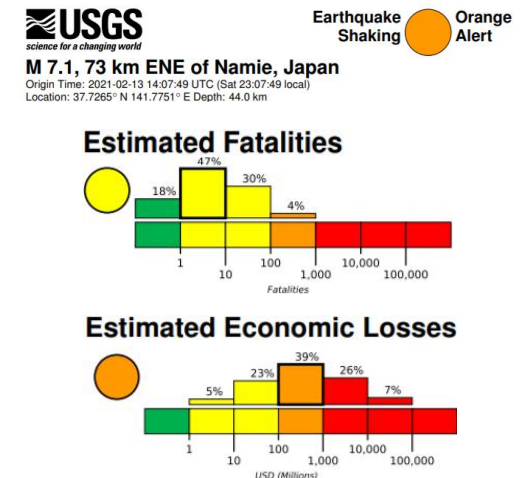 USGS
science for a changing world
Earthquake Shaking
Orange Alert
M 7.1, 73 km ENE of Namie, Japan
Origin Time: 2021-02-13 14:07:49 UTC (Sat 23:07:49 local)
Location: 37.7265° N 141.7751° E Depth: 44.0 km
Estimated Fatalities
18% 47% 30% 4%
1 10 100 1,000 10,000 100,000
Fatalities
Estimated Economic Losses
5% 23% 39% 26% 7%
1 10 100 1,000 10,000 100,000
USD (Millions)